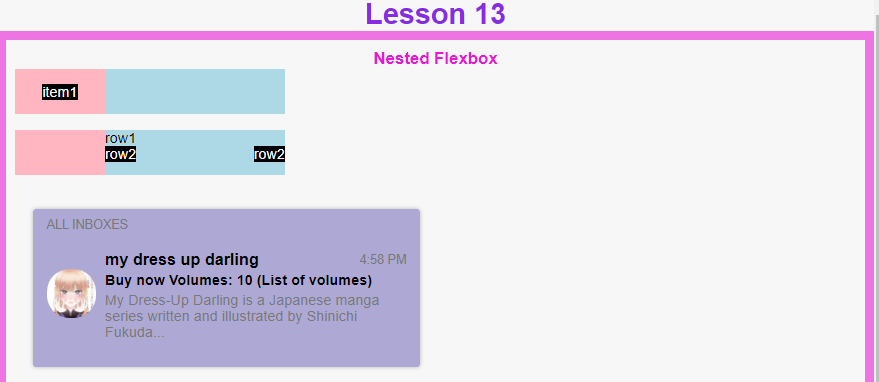 Lesson 13
Nested Flexbox
item1
row1
row2 row2
ALL INBOXES
my dress up darling 4:58 PM
Buy now Volumes: 10 (List of volumes)
My Dress-Up Darling is a Japanese manga
series written and illustrated by Shinichi
Fukuda...